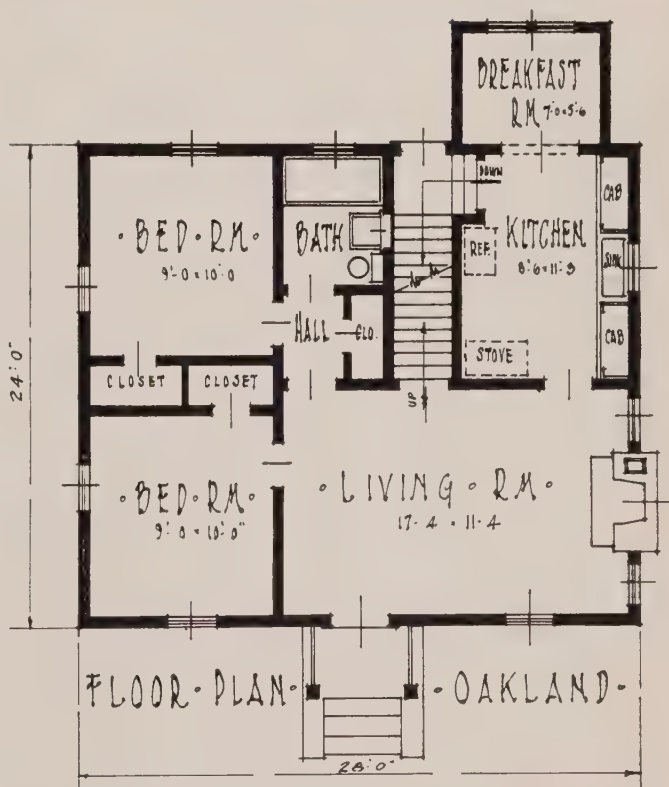 BREAKFAST
RM 7'-0=5'-6
DOWN
CAB
· BED · RM ·
9'-0=10'-0
BATH
REF.
KITCHEN
8'-6=11'-3
SINK
HALL
CLO.
24'-0"
CLOSET
CLOSET
STOVE
CAB
UP
· BED · RM ·
9'-0=10'-0"
· LIVING · RM ·
17-4=11-4
FLOOR · PLAN · · OAKLAND ·
28'-0"